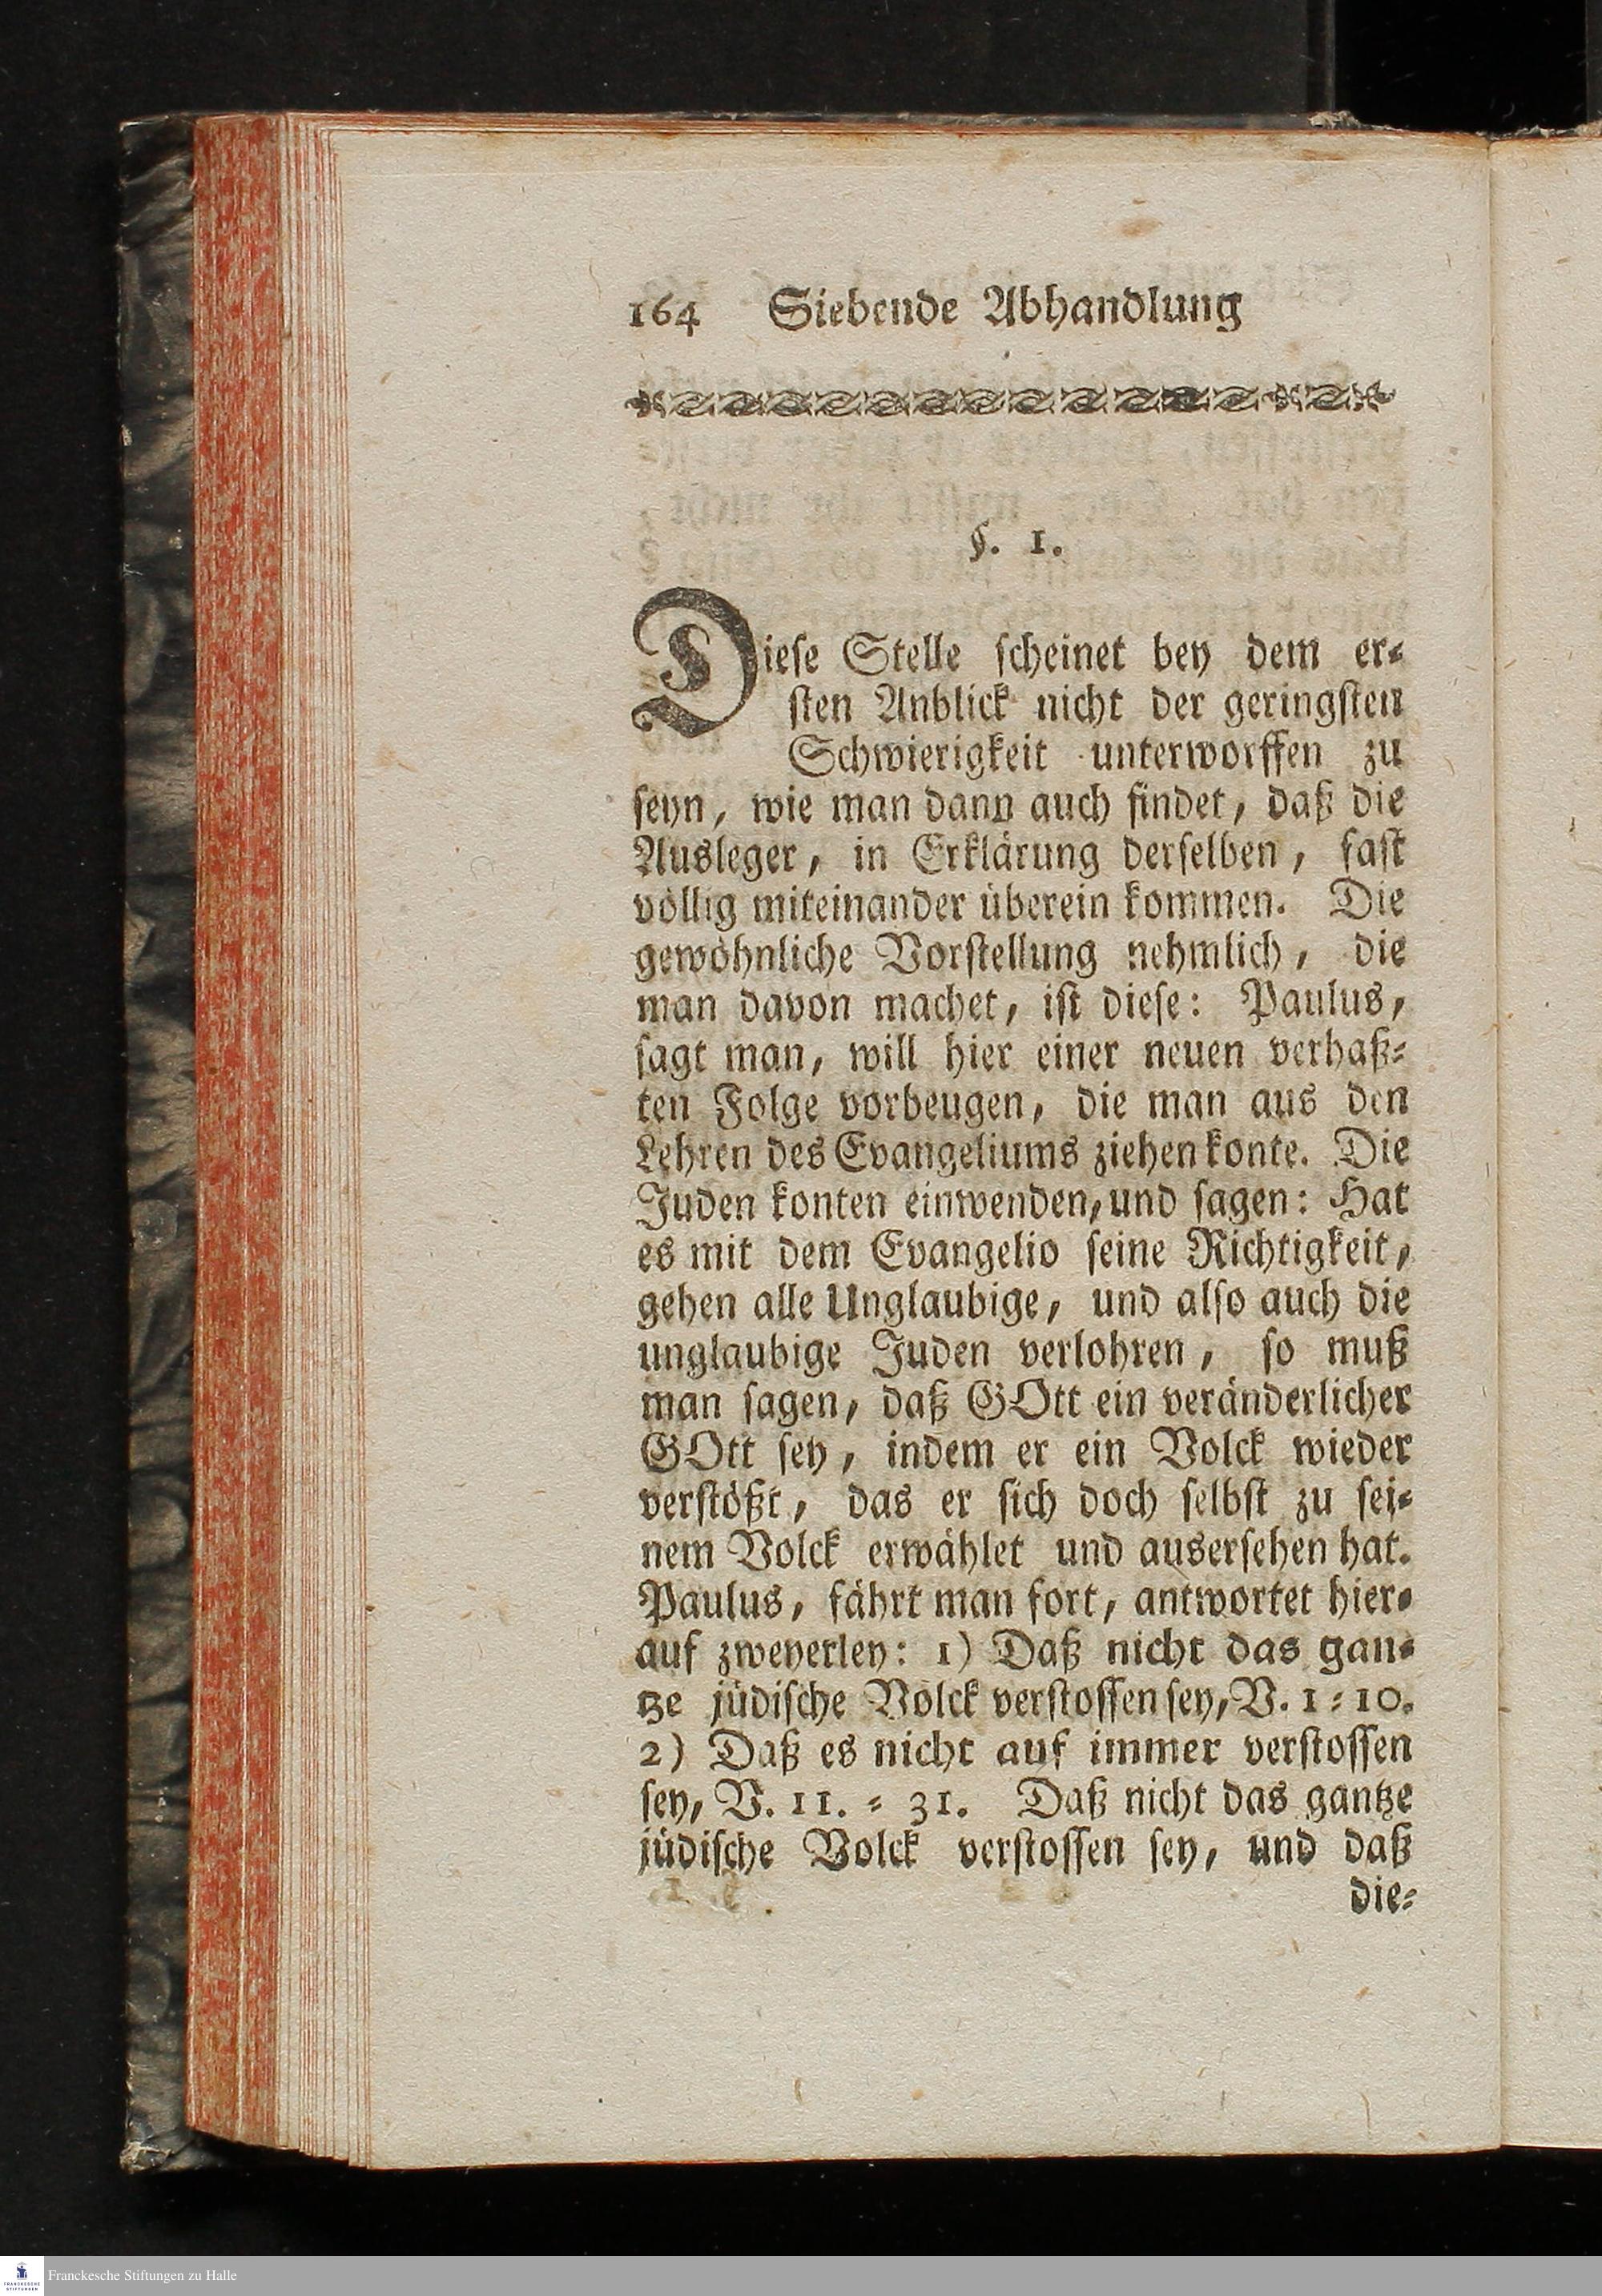 164 Siebende Abhandlung
§. 1.
Dieſe Stelle ſcheinet bey dem er⸗
ſten Anblick nicht der geringſten
Schwierigkeit unterworffen zu
ſeyn, wie man dann auch findet, daß die
Ausleger, in Erklärung derſelben, faſt
völlig miteinander überein kommen. Die
gewöhnliche Vorſtellung nehmlich, die
man davon machet, iſt dieſe: Paulus,
ſagt man, will hier einer neuen verhaß⸗
ten Folge vorbeugen, die man aus den
Lehren des Evangeliums ziehen konte. Die
Juden konten einwenden, und ſagen: Hat
es mit dem Evangelio ſeine Richtigkeit,
gehen alle Unglaubige, und alſo auch die
unglaubige Juden verlohren, ſo muß
man ſagen, daß GOtt ein veränderlicher
GOtt ſey, indem er ein Volck wieder
verſtößt, das er ſich doch ſelbſt zu ſei⸗
nem Volck erwählet und auserſehen hat.
Paulus, fährt man fort, antwortet hier⸗
auf zweyerley: 1) Daß nicht das gan⸗
tze jüdiſche Volck verſtoſſen ſey, V. 1⸗10.
2) Daß es nicht auf immer verſtoſſen
ſey, V. 11. ⸗ 31. Daß nicht das gantze
jüdiſche Volck verſtoſſen ſey, und daß
die⸗
FRANCKESCHE STIFTUNGEN
Franckesche Stiftungen zu Halle